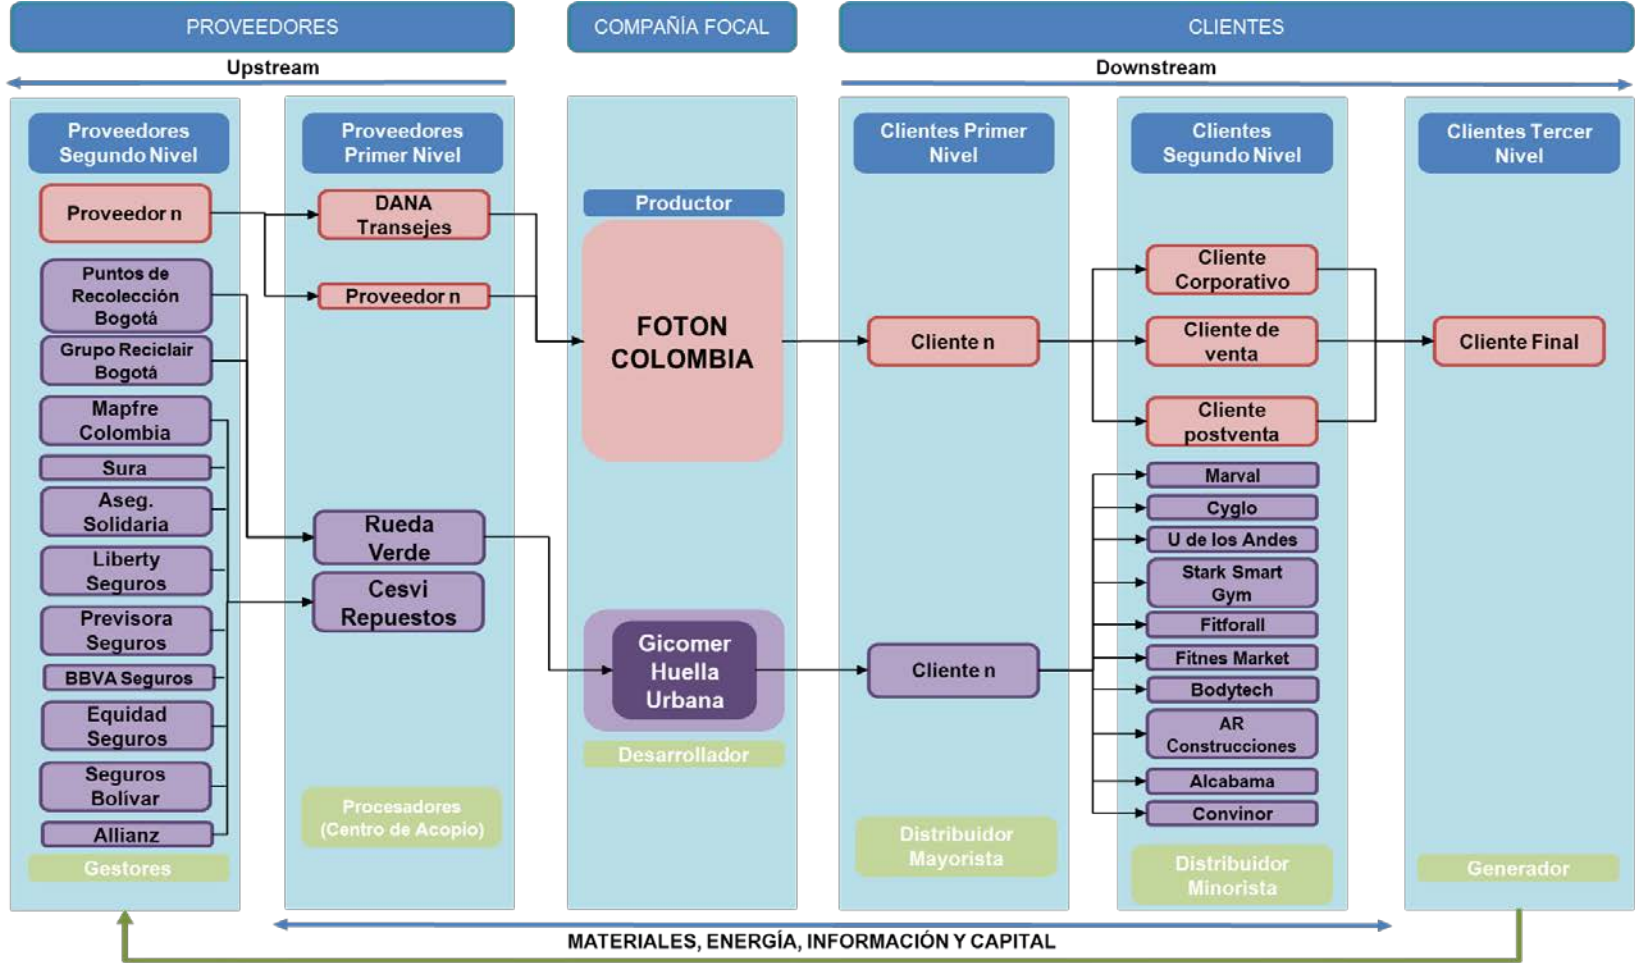 PROVEEDORES
COMPAÑÍA FOCAL
CLIENTES
Upstream
Downstream
Proveedores
Segundo Nivel
Proveedor n
Puntos de
Recolección
Bogotá
Grupo Reciclair
Bogotá
Mapfre
Colombia
Sura
Aseg.
Solidaria
Liberty
Seguros
Previsora
Seguros
BBVA Seguros
Equidad
Seguros
Seguros
Bolívar
Allianz
Gestores
Proveedores
Primer Nivel
DANA
Transejes
Proveedor n
Rueda
Verde
Cesvi
Repuestos
Procesadores
(Centro de Acopio)
Productor
FOTON
COLOMBIA
Gicomer
Huella
Urbana
Desarrollador
Clientes Primer
Nivel
Cliente n
Cliente n
Distribuidor
Mayorista
Clientes
Segundo Nivel
Cliente
Corporativo
Cliente de
venta
Cliente
postventa
Marval
Cyglo
U de los Andes
Stark Smart
Gym
Fitforall
Fitnes Market
Bodytech
AR
Construcciones
Alcabama
Convinor
Distribuidor
Minorista
Clientes Tercer
Nivel
Cliente Final
Generador
MATERIALES, ENERGÍA, INFORMACIÓN Y CAPITAL